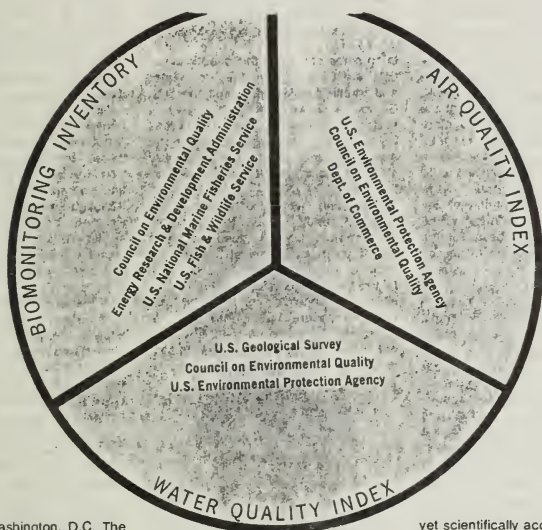 BIOMONITORING INVENTORY
Council on Environmental Quality
Energy Research & Development Administration
U.S. National Marine Fisheries Service
U.S. Fish & Wildlife Service
AIR QUALITY INDEX
U.S. Environmental Protection Agency
Council on Environmental Quality
Dept. of Commerce
U.S. Geological Survey
Council on Environmental Quality
U.S. Environmental Protection Agency
WATER QUALITY INDEX
ashington, D.C. The
yet scientifically acc